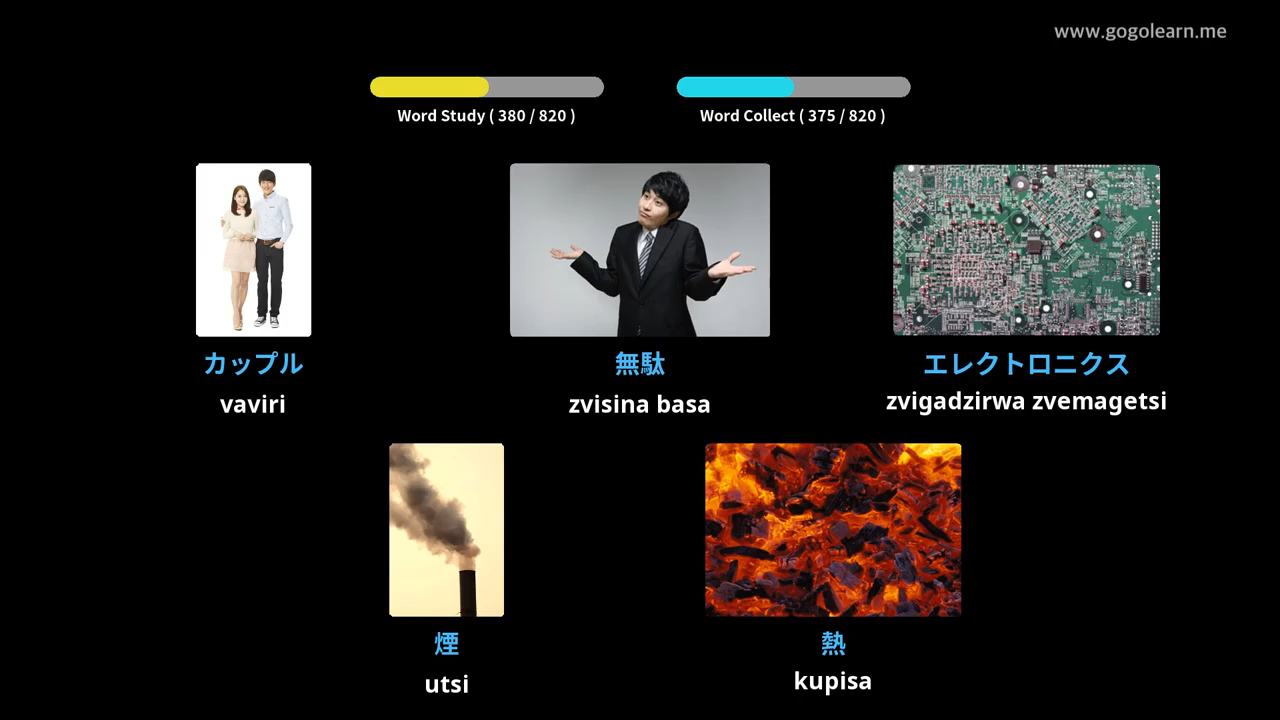 www.gogolearn.me
Word Study ( 380 / 820 )
Word Collect ( 375 / 820 )
カップル
vaviri
無駄
zvisina basa
エレクトロニクス
zvigadzirwa zvemagetsi
煙
utsi
熱
kupisa